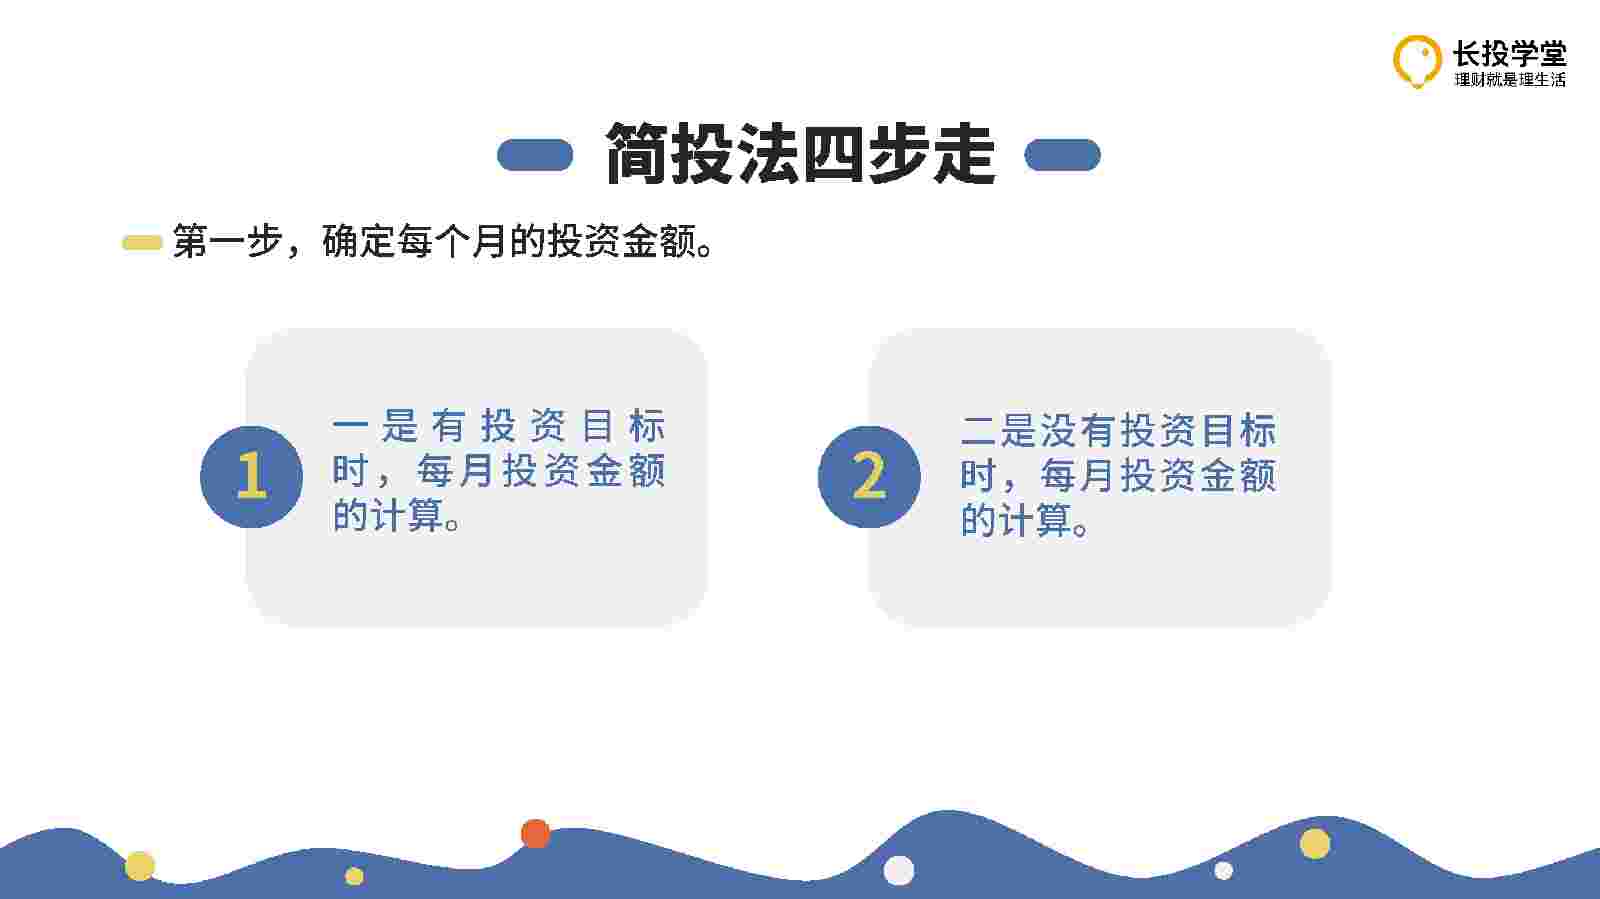 长投学堂
理财就是理生活
简投法四步走
第一步，确定每个月的投资金额。
1
一是有投资目标
时，每月投资金额
的计算。
2
二是没有投资目标
时，每月投资金额
的计算。